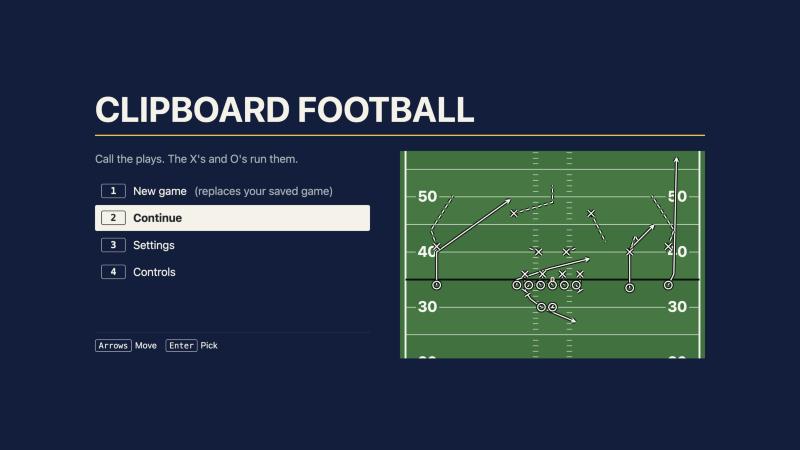 CLIPBOARD FOOTBALL
Call the plays. The X's and O's run them.
1 New game (replaces your saved game)
2 Continue
3 Settings
4 Controls
Arrows Move Enter Pick
50 50
40 40
30 30